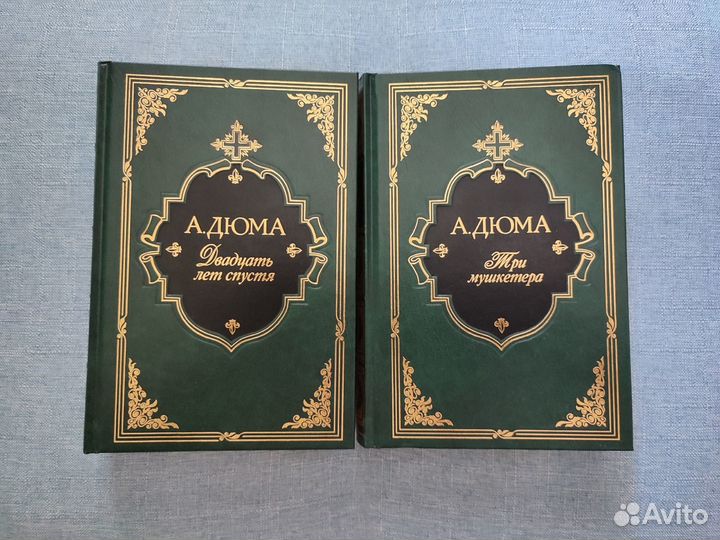 А. ДЮМА
Двадцать
лет спустя
А. ДЮМА
Три
мушкетера
Avito